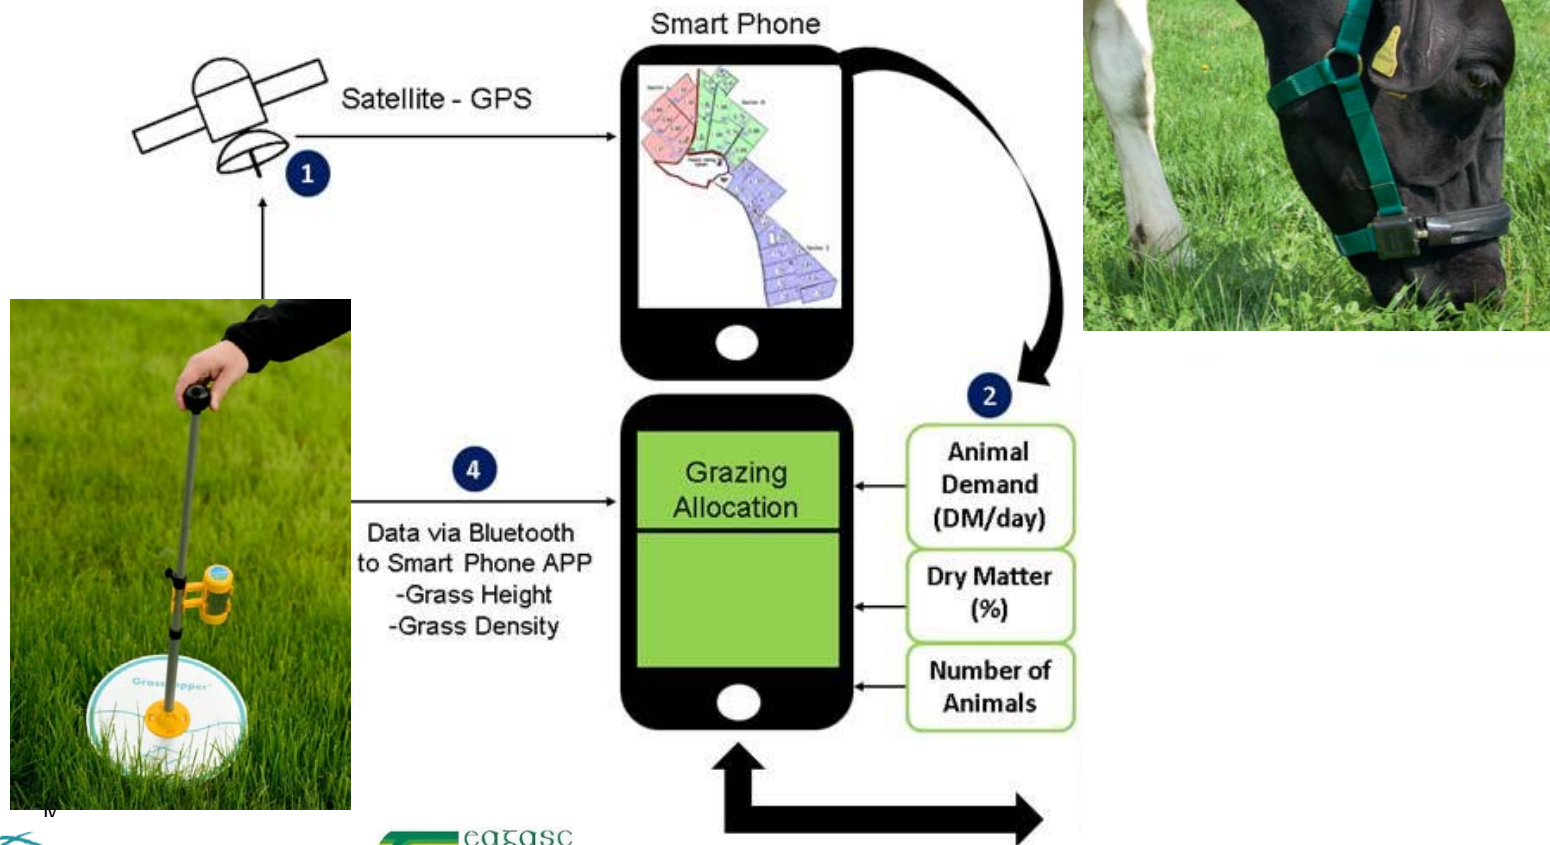 Smart Phone
Satellite - GPS
1
2
Animal
Demand
(DM/day)
Grazing
Allocation
4
Data via Bluetooth
to Smart Phone APP
-Grass Height
-Grass Density
Dry Matter
(%)
Number of
Animals
eagasc